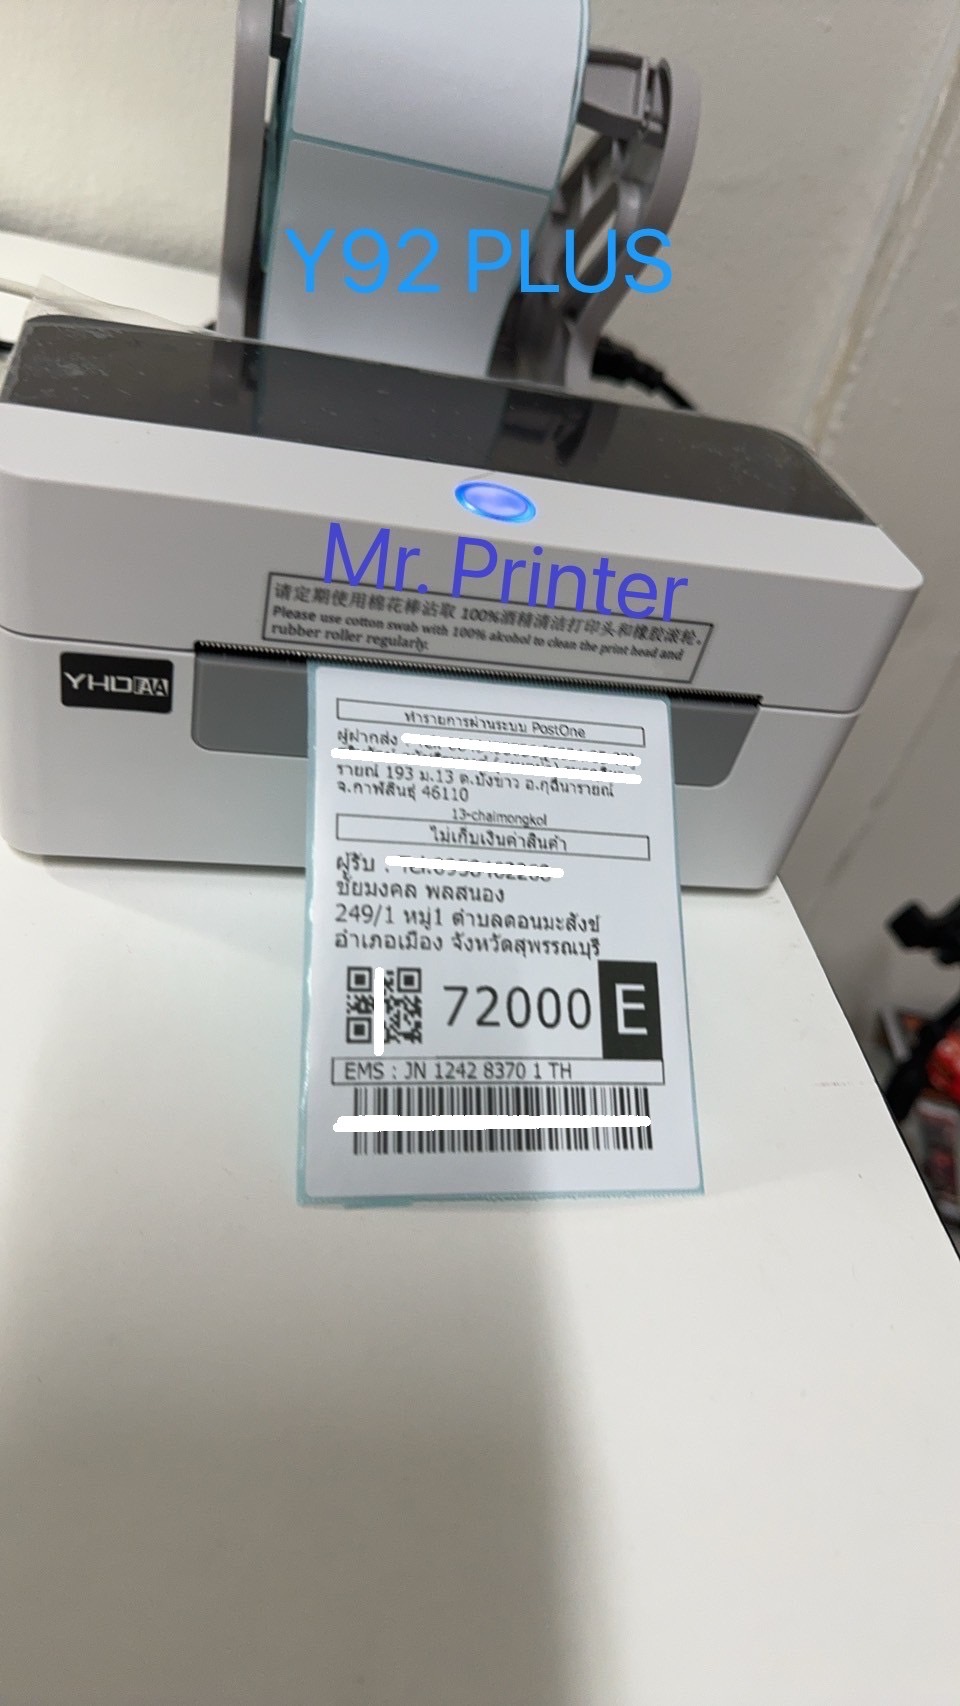 Y92 PLUS
Mr. Printer
请定期使用棉花棒沾取 100%酒精清洁打印头和橡胶滚轮。
Please use cotton swab with 100% akohol to clean the print head and
rubber roller regularly.
YHDAA
ทำรายการผ่านระบบ PostOne
ผู้ฝากส่ง
รายณ์ 193 ม.13 ต.บัวขาว อ.กุฉินารายณ์
จ.กาฬสินธุ์ 46110
13-chaimongkol
ไม่เก็บเงินค่าสินค้า
ผู้รับ :
ชัยมงคล พลสนอง
249/1 หมู่1 ตำบลดอนมะสังข์
อำเภอเมือง จังหวัดสุพรรณบุรี
72000 E
EMS : JN 1242 8370 1 TH